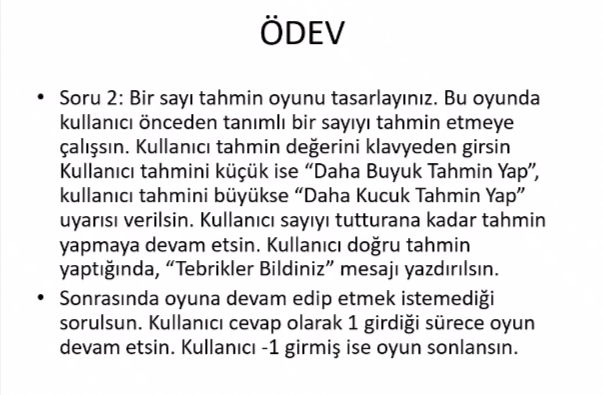 ÖDEV
• Soru 2: Bir sayı tahmin oyunu tasarlayınız. Bu oyunda
kullanıcı önceden tanımlı bir sayıyı tahmin etmeye
çalışsın. Kullanıcı tahmin değerini klavyeden girsin
Kullanıcı tahmini küçük ise “Daha Buyuk Tahmin Yap”,
kullanıcı tahmini büyükse “Daha Kucuk Tahmin Yap”
uyarısı verilsin. Kullanıcı sayıyı tutturana kadar tahmin
yapmaya devam etsin. Kullanıcı doğru tahmin
yaptığında, “Tebrikler Bildiniz” mesajı yazdırılsın.
• Sonrasında oyuna devam edip etmek istemediği
sorulsun. Kullanıcı cevap olarak 1 girdiği sürece oyun
devam etsin. Kullanıcı -1 girmiş ise oyun sonlansın.